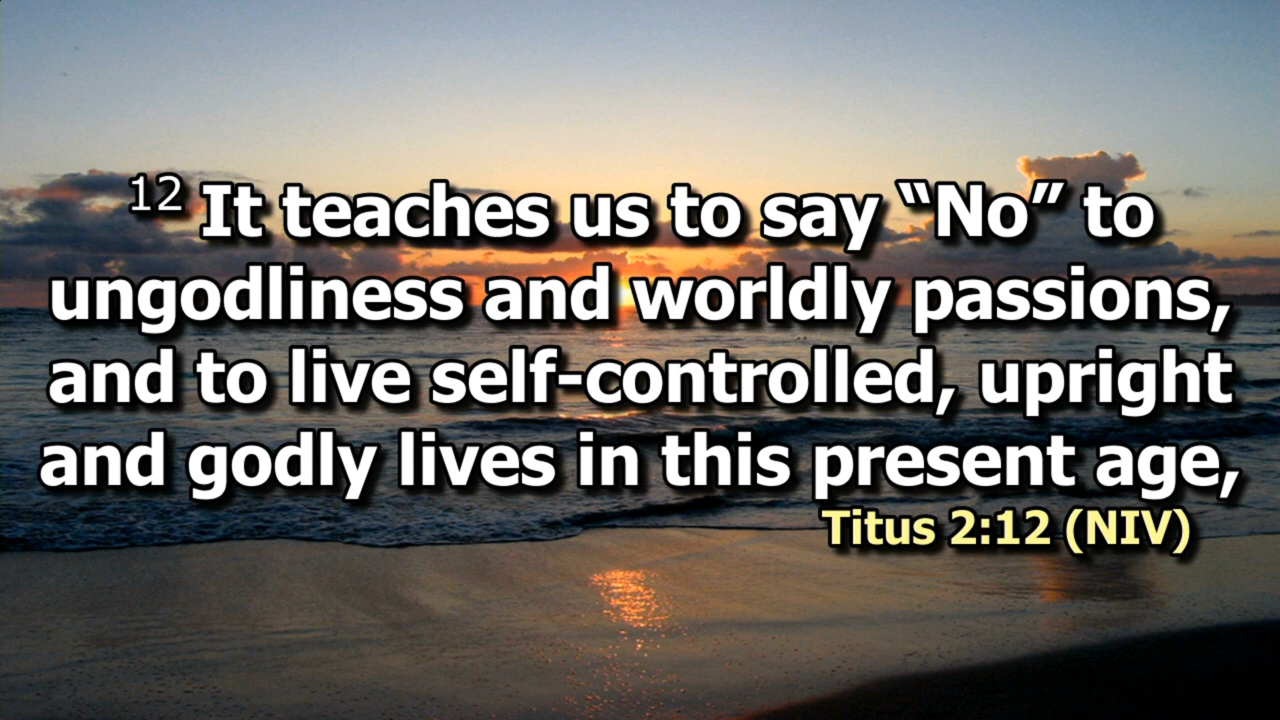 12 It teaches us to say “No” to
ungodliness and worldly passions,
and to live self-controlled, upright
and godly lives in this present age,
Titus 2:12 (NIV)